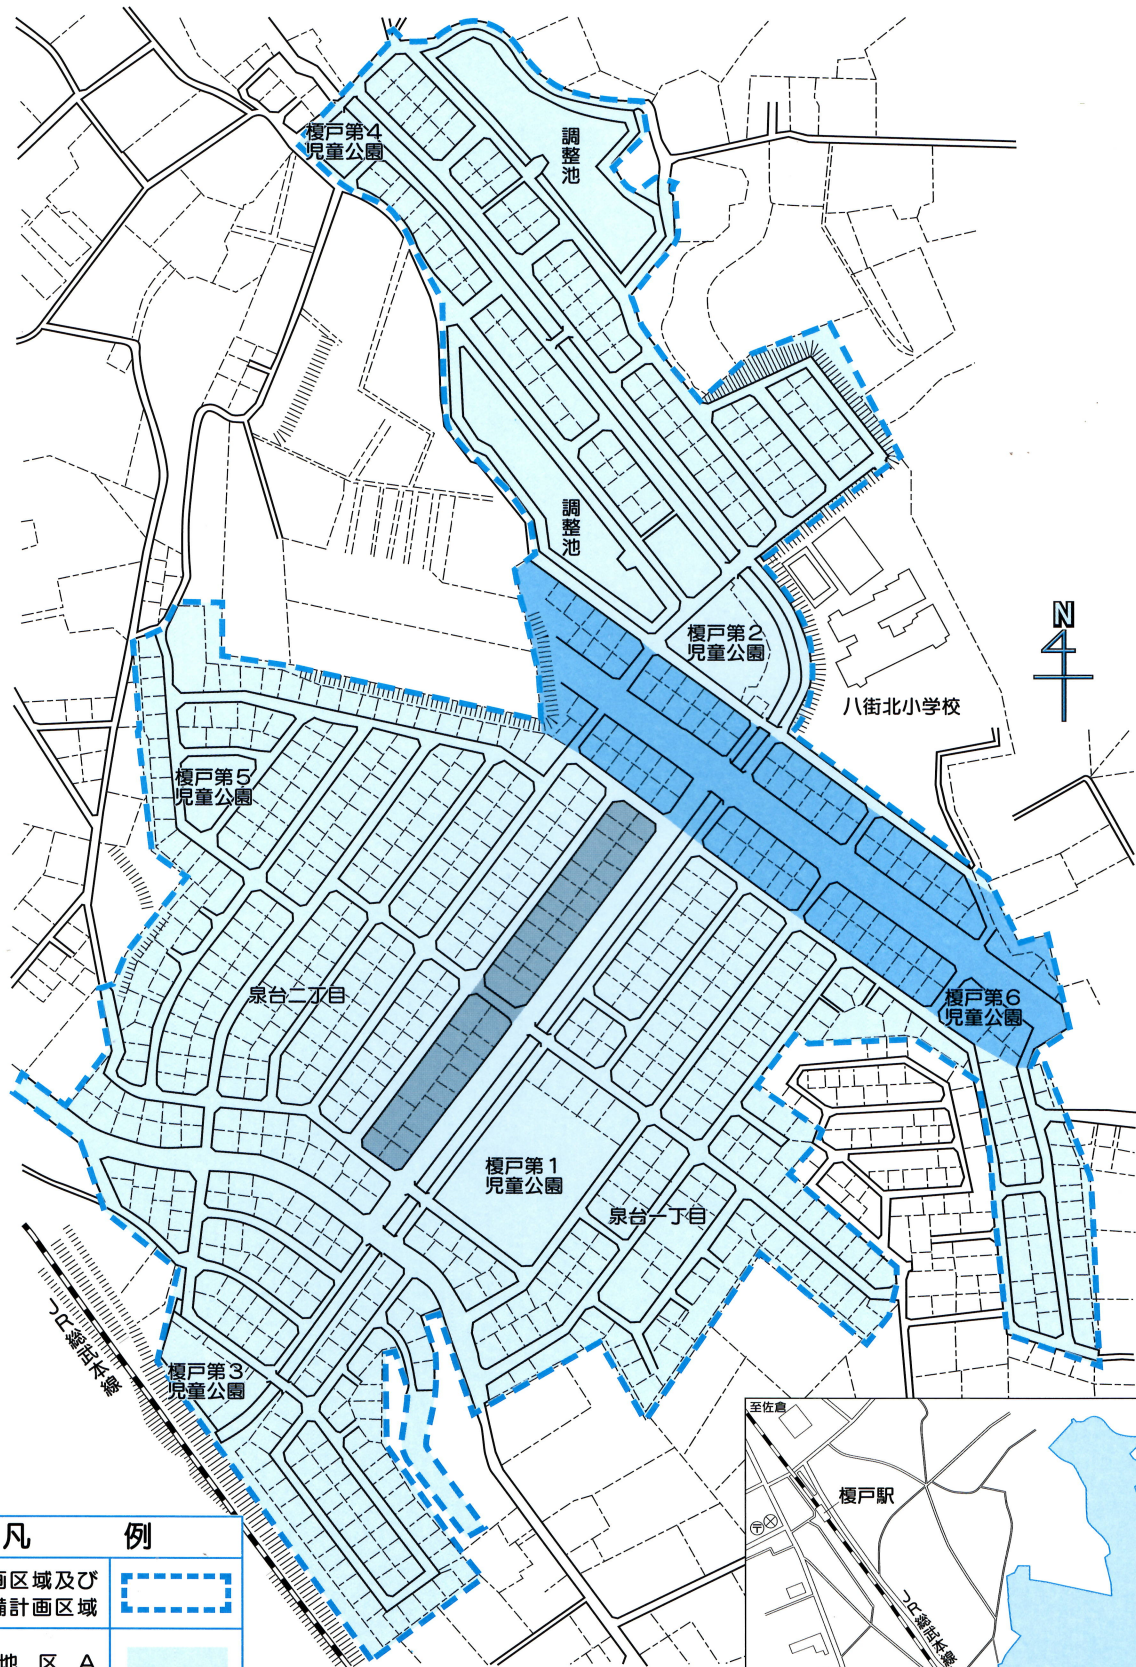 榎戸第4
児童公園
調整池
調整池
榎戸第2
児童公園
N
八街北小学校
榎戸第5
児童公園
泉台二丁目
榎戸第6
児童公園
榎戸第1
児童公園
泉台一丁目
JR総武本線
榎戸第3
児童公園
至佐倉
榎戸駅
JR総武本線
凡例
画区域及び
備計画区域
地区A